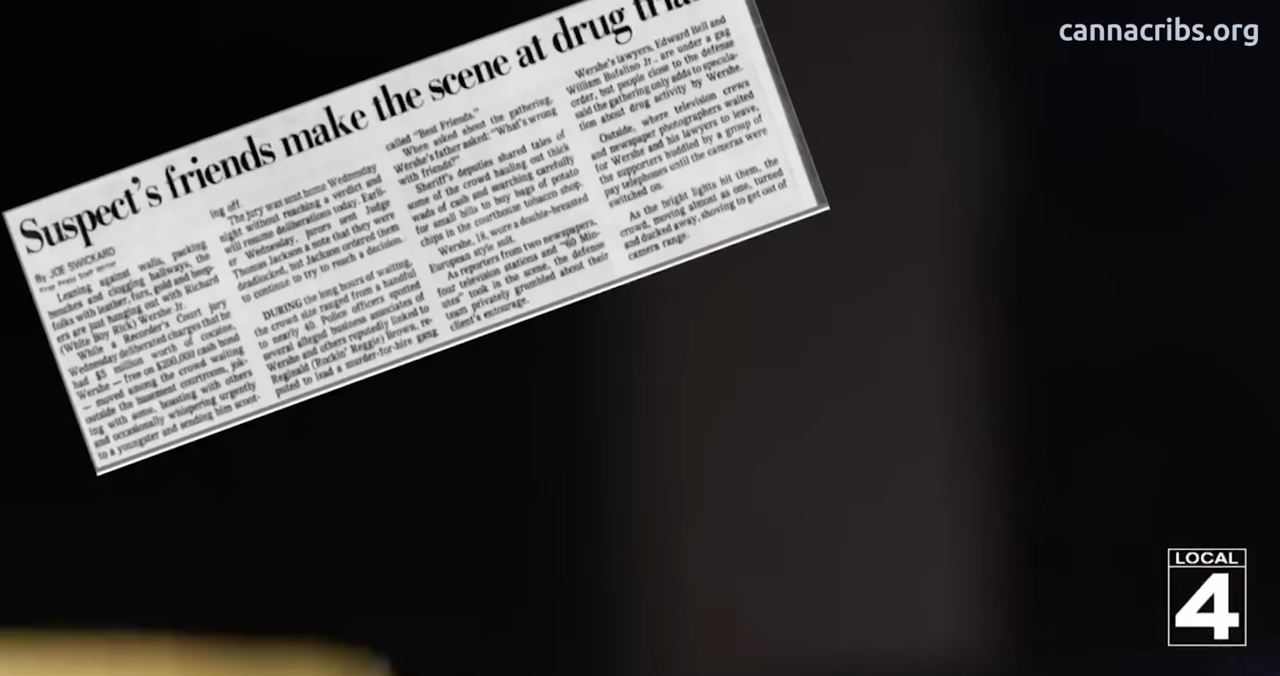 cannacribs.org
Suspect's friends make the scene at drug trial
By JOE SWICKARD
Free Press Staff Writer
Leaning against walls, packing
benches and clogging hallways, the
folks with leather, furs, gold and beep-
ers are just hanging out with Richard
(White Boy Rick) Wershe Jr.
While a Recorder's Court jury
Wednesday deliberated charges that he
had $5 million worth of cocaine,
Wershe — free on $200,000 cash bond
— moved among the crowd waiting
outside the basement courtroom, jok-
ing with some, boasting with others
and occasionally whispering urgently
to a youngster and sending him scoot-
ing off.
The jury was sent home Wednesday
night without reaching a verdict and
will resume deliberations today. Earli-
er Wednesday, jurors sent Judge
Thomas Jackson a note that they were
deadlocked, but Jackson ordered them
to continue to try to reach a decision.
DURING the long hours of waiting,
the crowd size ranged from a handful
to nearly 40. Police officers spotted
several alleged business associates of
Wershe and others reputedly linked to
Reginald (Rockin' Reggie) Brown, re-
puted to lead a murder-for-hire gang
called "Best Friends."
When asked about the gathering,
Wershe's father asked: "What's wrong
with friends?"
Sheriff's deputies shared tales of
some of the crowd hauling out thick
wads of cash and searching carefully
for small bills to buy bags of potato
chips in the courthouse tobacco shop.
Wershe, 18, wore a double-breasted
European style suit.
As reporters from two newspapers,
four television stations and "60 Min-
utes" took in the scene, the defense
team privately grumbled about their
client's entourage.
Wershe's lawyers, Edward Bell and
William Bufalino Jr., are under a gag
order, but people close to the defense
said the gathering only adds to specula-
tion about drug activity by Wershe.
Outside, where television crews
and newspaper photographers waited
for Wershe and his lawyers to leave,
the supporters huddled by a group of
pay telephones until the cameras were
switched on.
As the bright lights hit them, the
crowd, moving almost as one, turned
and ducked away, shoving to get out of
camera range.
LOCAL
4